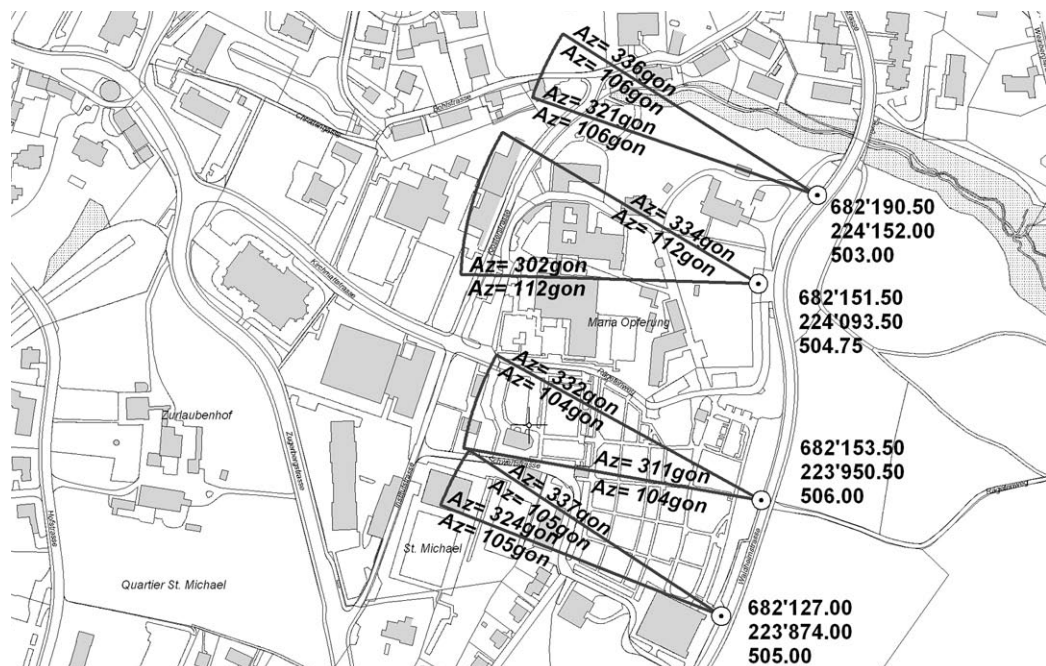 Az= 336gon
Az= 106gon
Az= 321gon
Az= 106gon
682'190.50
224'152.00
503.00
Az= 334gon
Az= 112gon
Az= 302gon
Az= 112gon
Maria Opferung
682'151.50
224'093.50
504.75
Az= 332gon
Az= 104gon
Zurlaubenhof
Az= 311gon
Az= 104gon
682'153.50
223'950.50
506.00
Az= 337gon
Az= 105gon
Az= 324gon
Az= 105gon
Zugerbergstrasse
Hofstrasse
St. Michael
Quartier St. Michael
682'127.00
223'874.00
505.00